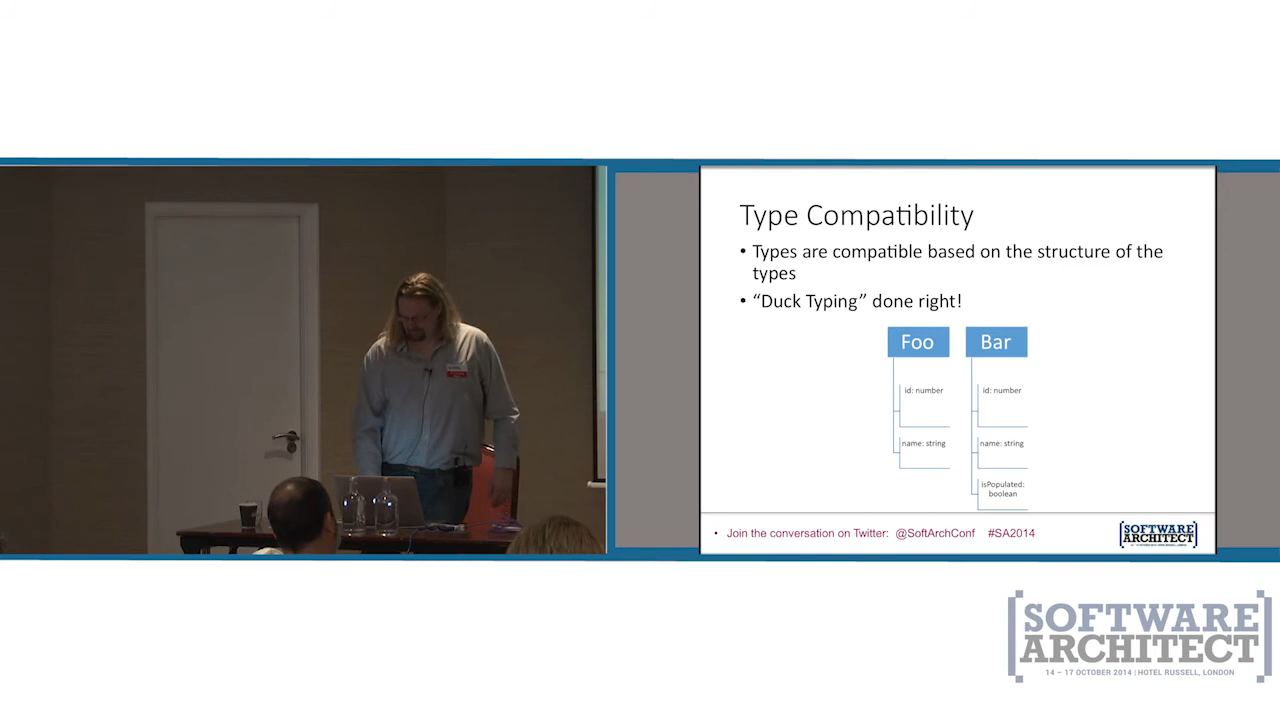 Type Compatibility
• Types are compatible based on the structure of the
types
• “Duck Typing” done right!
Foo
Bar
id: number
id: number
name: string
name: string
isPopulated:
boolean
• Join the conversation on Twitter: @SoftArchConf #SA2014
[SOFTWARE
ARCHITECT]
[SOFTWARE
ARCHITECT]
14 – 17 OCTOBER 2014 | HOTEL RUSSELL, LONDON